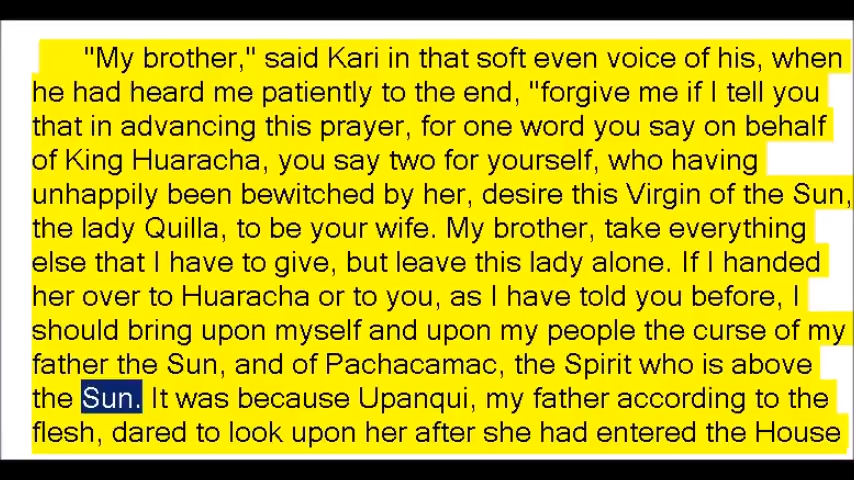 "My brother," said Kari in that soft even voice of his, when
he had heard me patiently to the end, "forgive me if I tell you
that in advancing this prayer, for one word you say on behalf
of King Huaracha, you say two for yourself, who having
unhappily been bewitched by her, desire this Virgin of the Sun,
the lady Quilla, to be your wife. My brother, take everything
else that I have to give, but leave this lady alone. If I handed
her over to Huaracha or to you, as I have told you before, I
should bring upon myself and upon my people the curse of my
father the Sun, and of Pachacamac, the Spirit who is above
the Sun. It was because Upanqui, my father according to the
flesh, dared to look upon her after she had entered the House